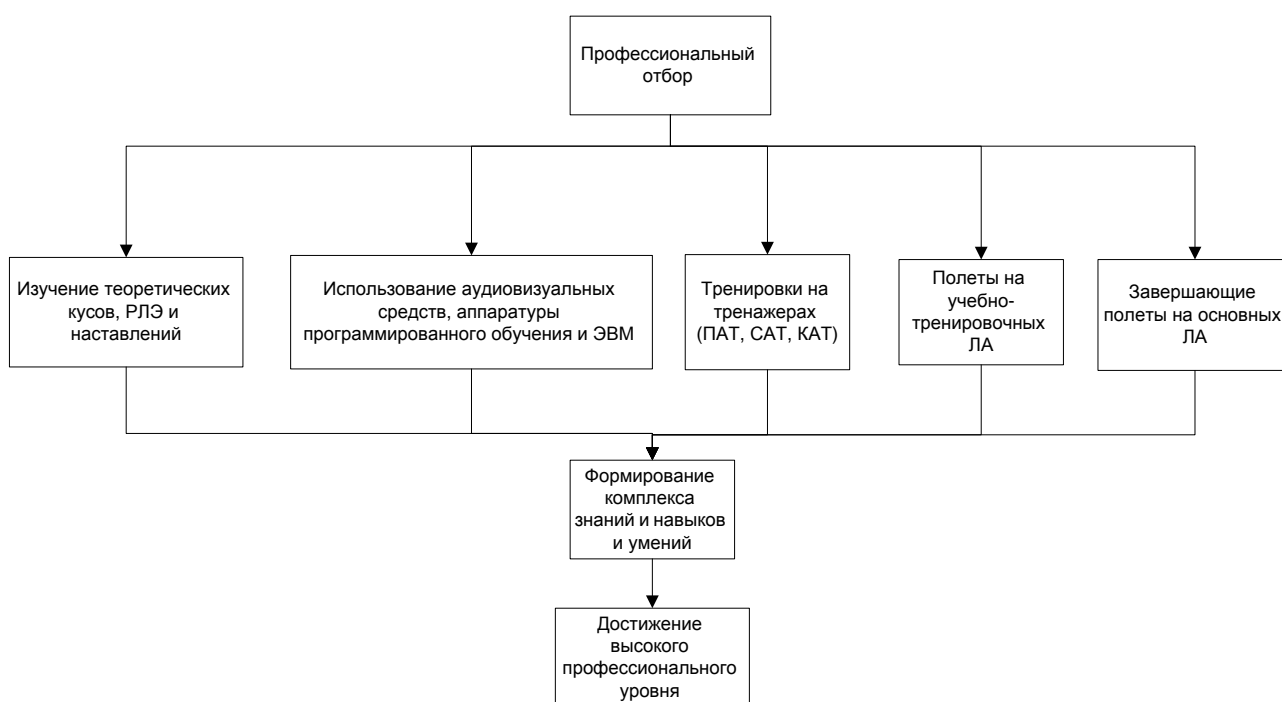 Профессиональный
отбор
Изучение теоретических
кусов, РЛЭ и
наставлений
Использование аудиовизуальных
средств, аппаратуры
программированного обучения и ЭВМ
Тренировки на
тренажерах
(ПАТ, САТ, КАТ)
Полеты на
учебно-
тренировочных
ЛА
Завершающие
полеты на основных
ЛА
Формирование
комплекса
знаний и навыков
и умений
Достижение
высокого
профессионального
уровня